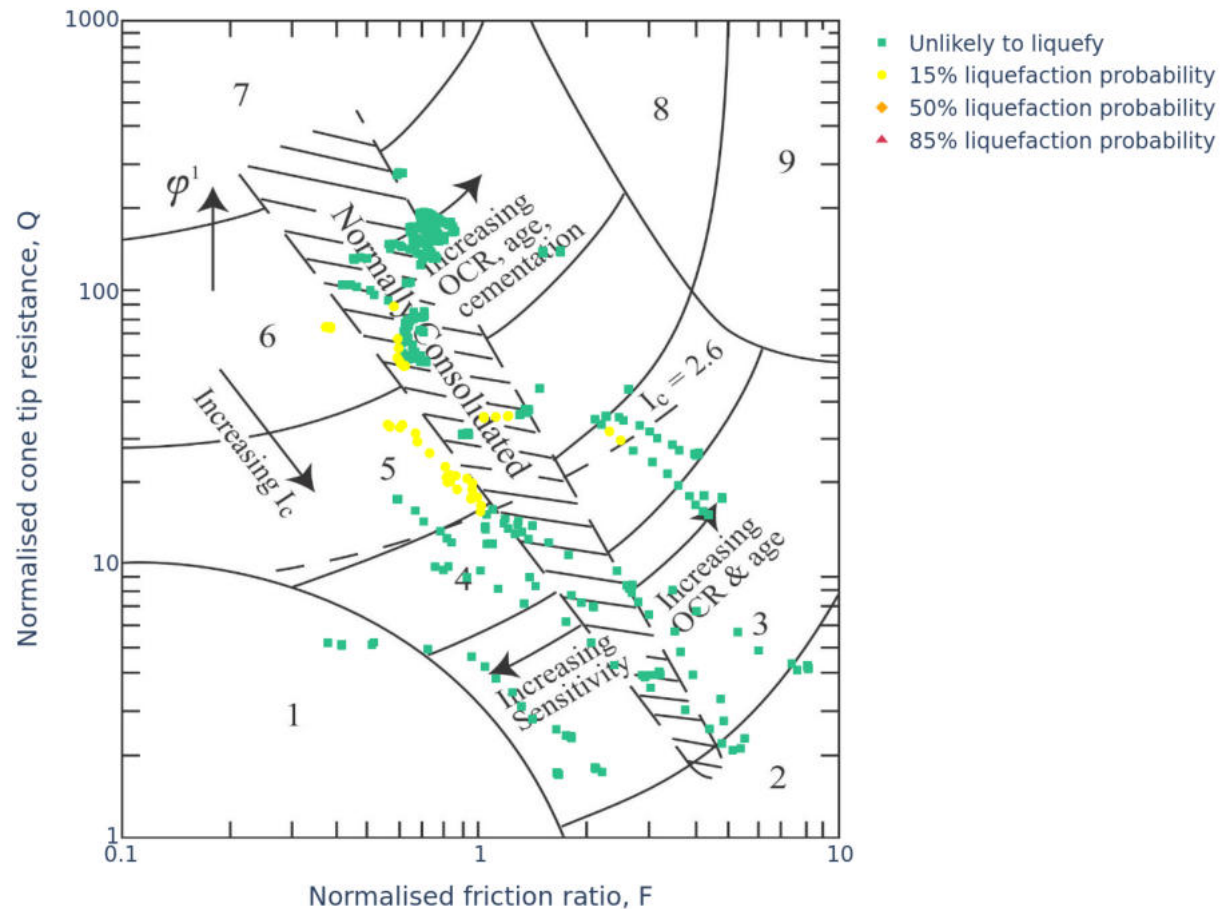 1000
100
10
1
0.1
1
10
Normalised cone tip resistance, Q
Normalised friction ratio, F
Unlikely to liquefy
15% liquefaction probability
50% liquefaction probability
85% liquefaction probability
7
8
9
φ1
Normally Consolidated
Increasing
OCR, age,
cementation
6
Ic = 2.6
Increasing Ic
5
4
Increasing
OCR & age
3
Increasing
Sensitivity
1
2